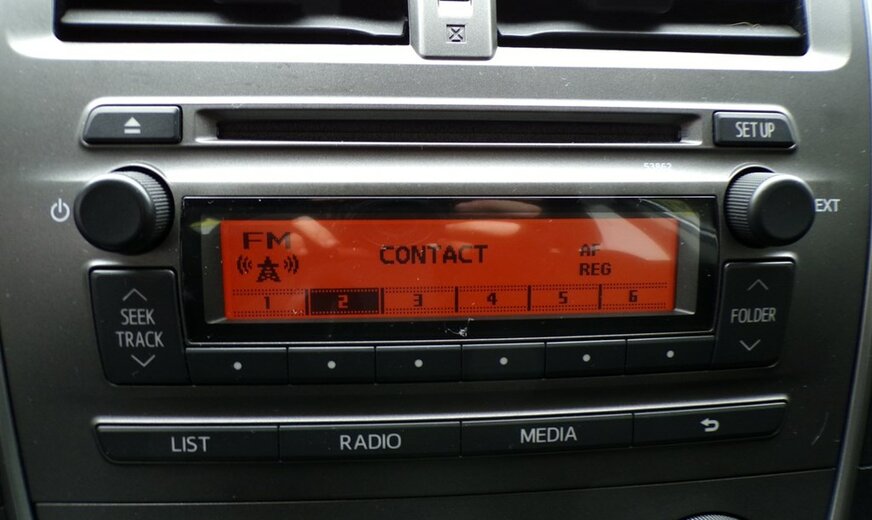 SET UP
53852
EXT
FM
CONTACT
AF
REG
1 2 3 4 5 6
SEEK
TRACK
FOLDER
LIST
RADIO
MEDIA